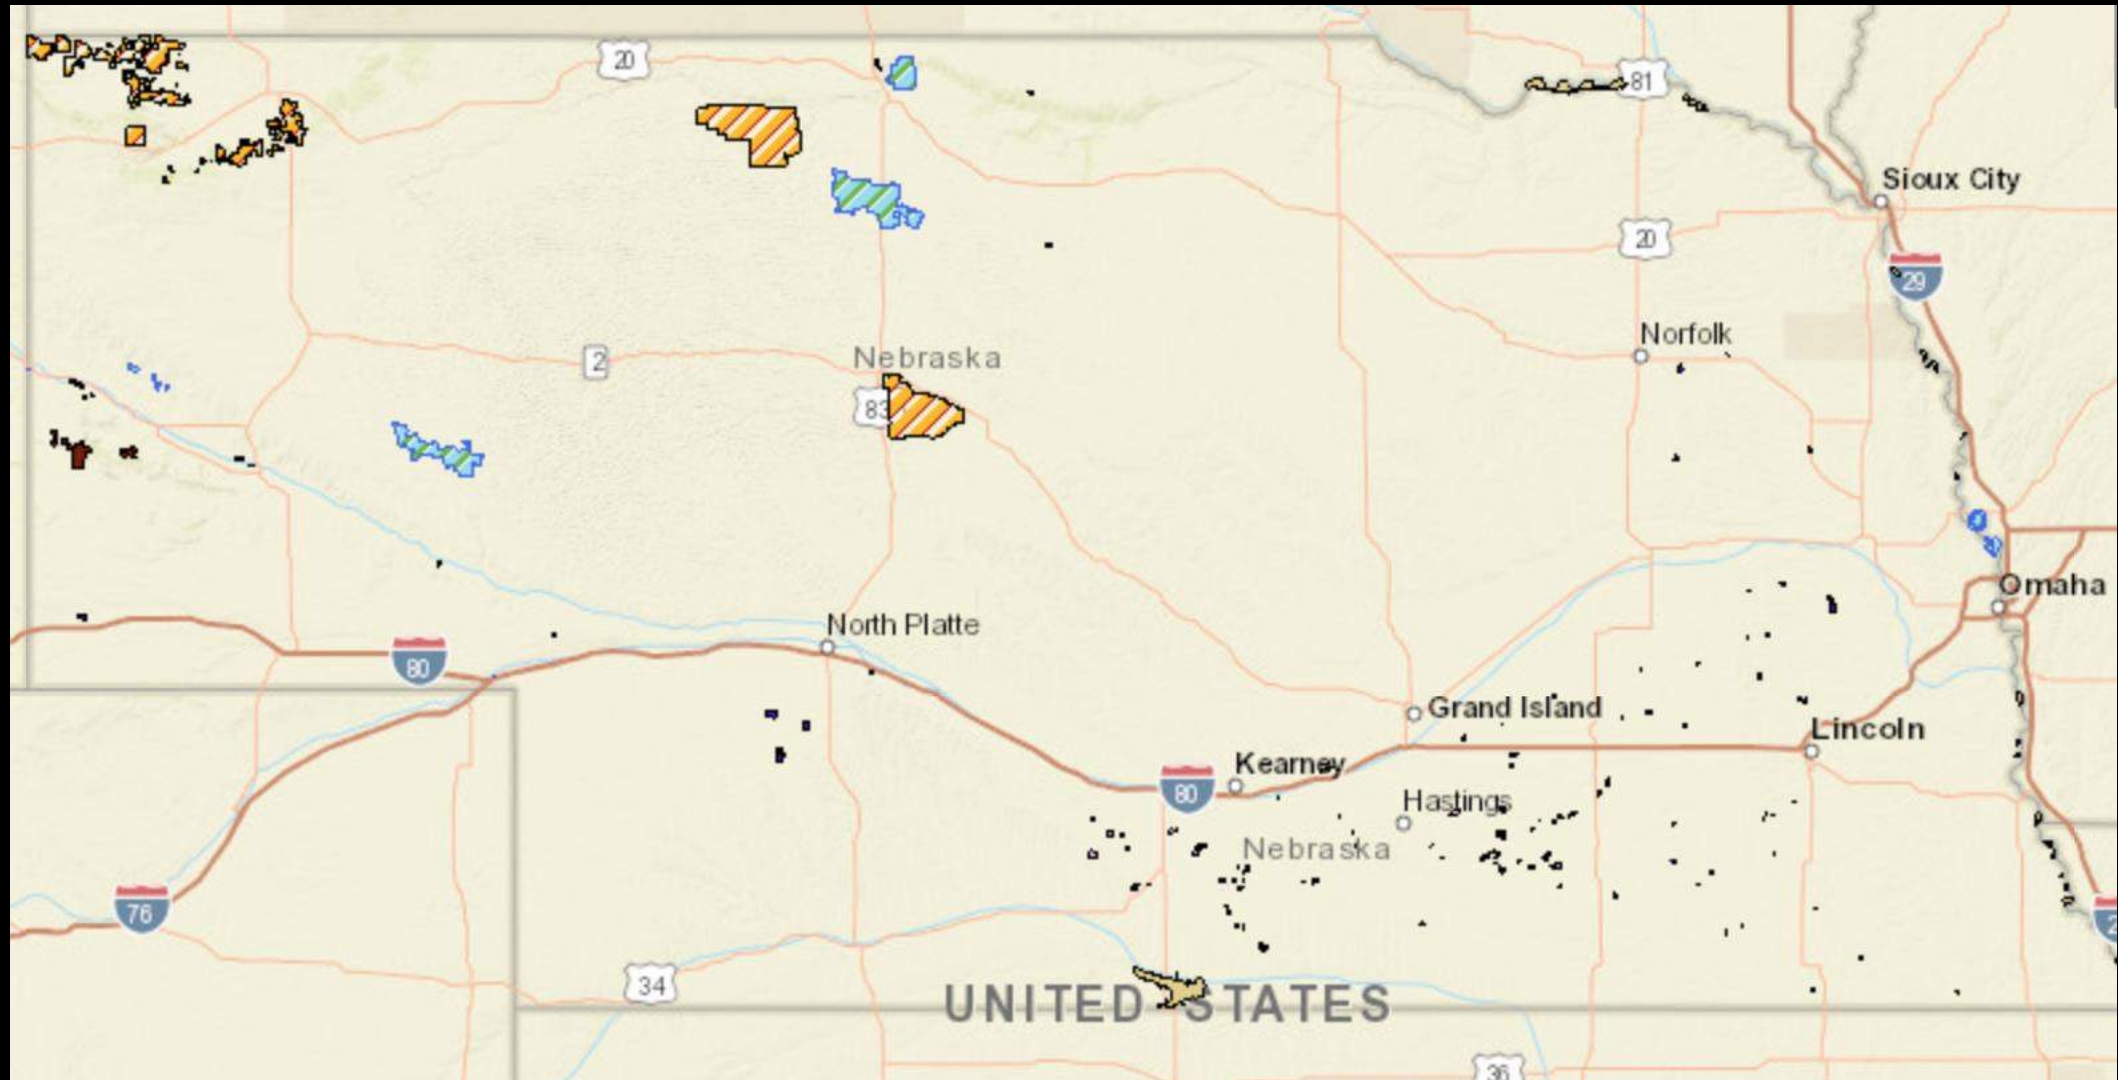 20
81
Sioux City
20
29
Norfolk
2
Nebraska
83
Omaha
North Platte
80
Grand Island
Lincoln
Kearney
80
Hastings
Nebraska
76
2
34
UNITED STATES
36